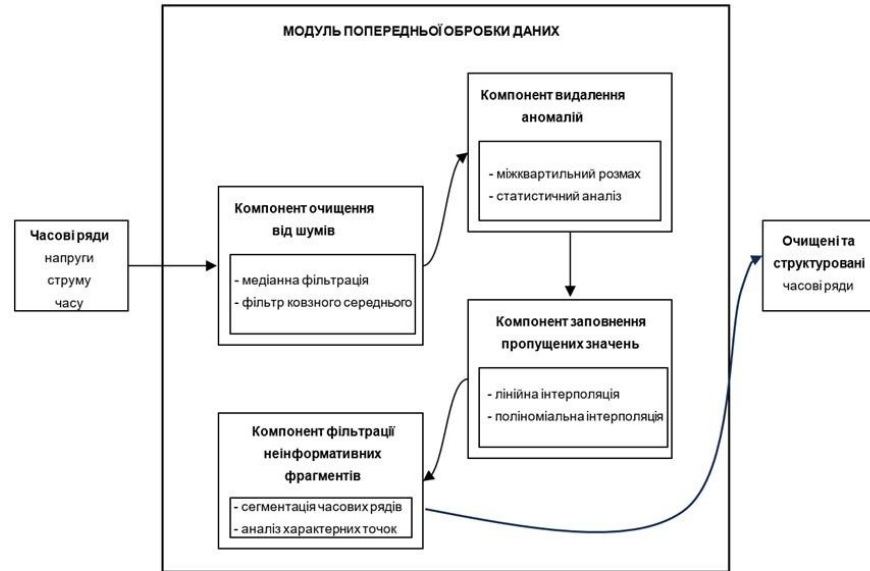 МОДУЛЬ ПОПЕРЕДНЬОЇ ОБРОБКИ ДАНИХ
Часові ряди
напруги
струму
часу
Компонент очищення
від шумів
- медіанна фільтрація
- фільтр ковзного середнього
Компонент видалення
аномалій
- міжквартильний розмах
- статистичний аналіз
Компонент заповнення
пропущених значень
- лінійна інтерполяція
- поліноміальна інтерполяція
Компонент фільтрації
неінформативних
фрагментів
- сегментація часових рядів
- аналіз характерних точок
Очищені та
структуровані
часові ряди